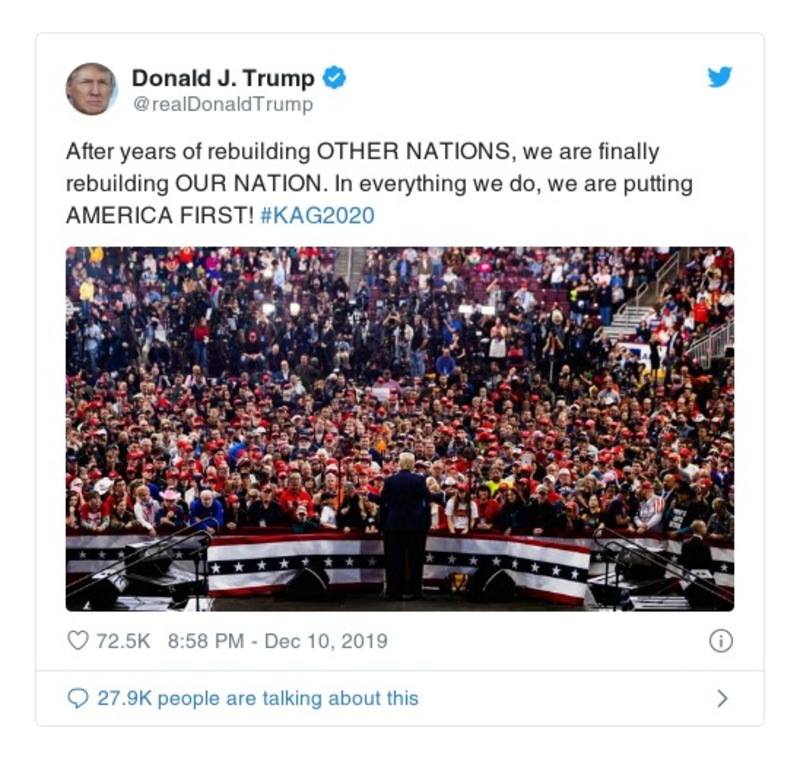 Donald J. Trump
@realDonaldTrump
After years of rebuilding OTHER NATIONS, we are finally
rebuilding OUR NATION. In everything we do, we are putting
AMERICA FIRST! #KAG2020
72.5K 8:58 PM - Dec 10, 2019
27.9K people are talking about this